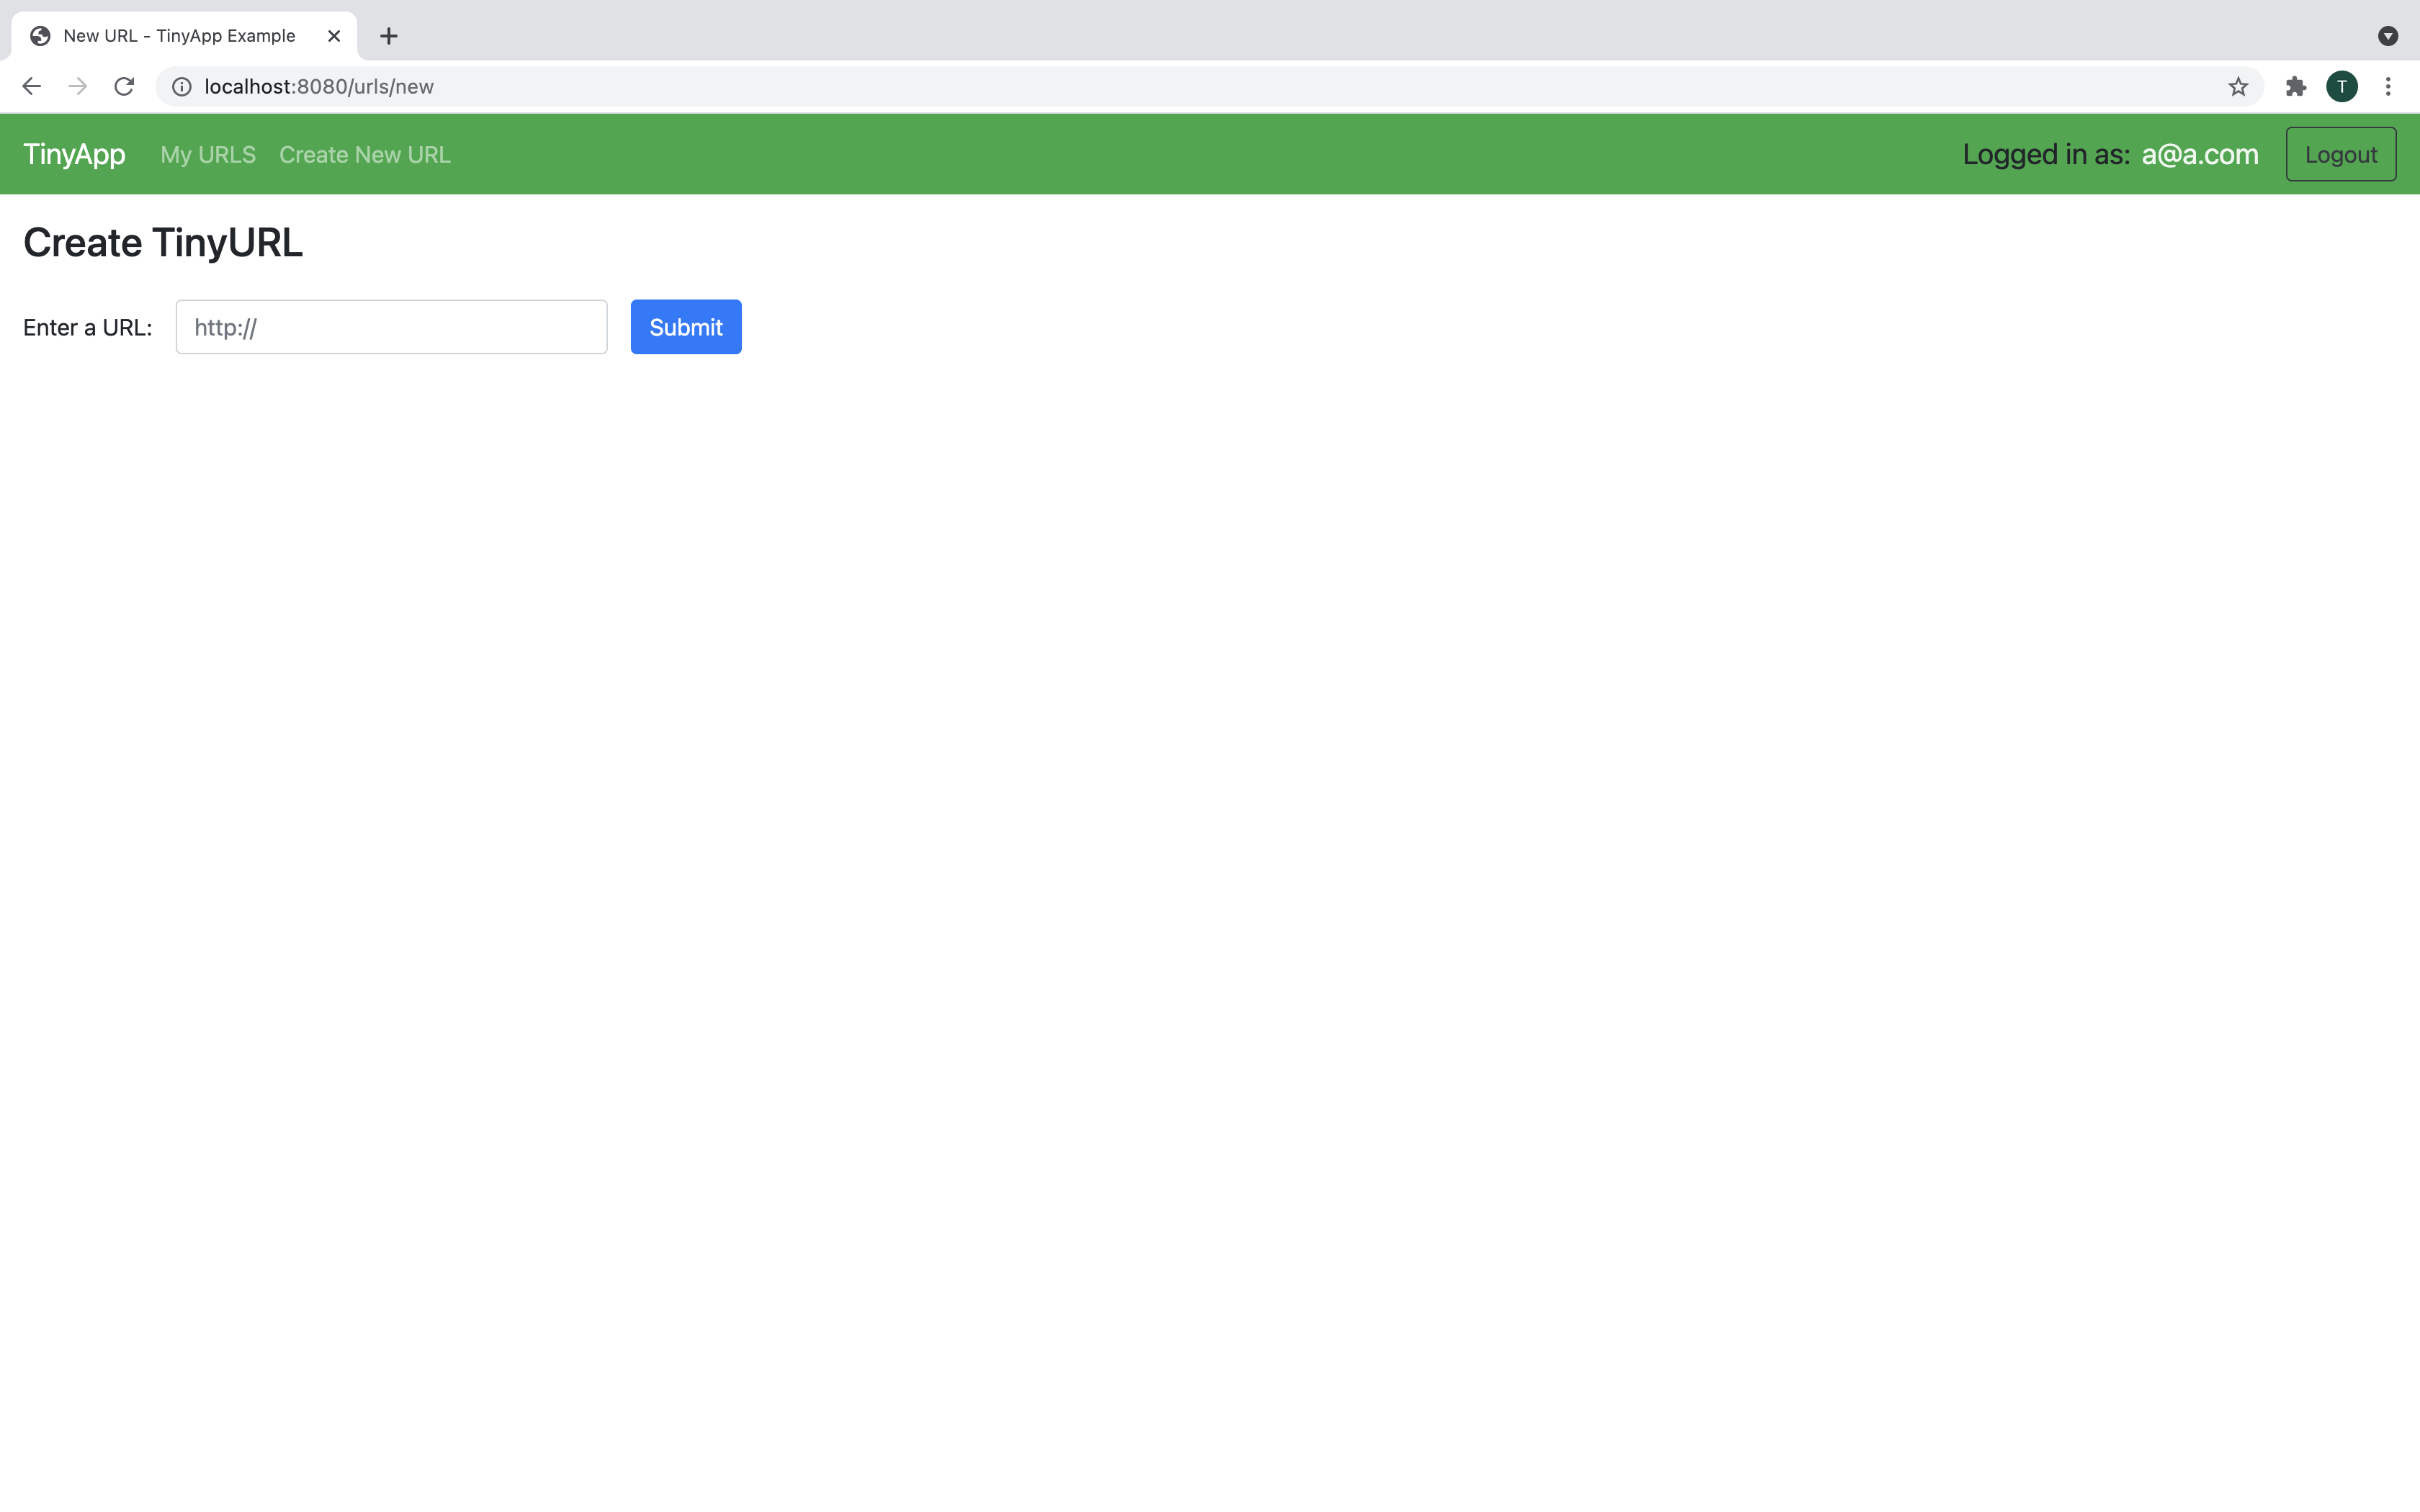 New URL - TinyApp Example
localhost:8080/urls/new
T
TinyApp My URLS Create New URL Logged in as: a@a.com Logout
Create TinyURL
Enter a URL: http:// Submit